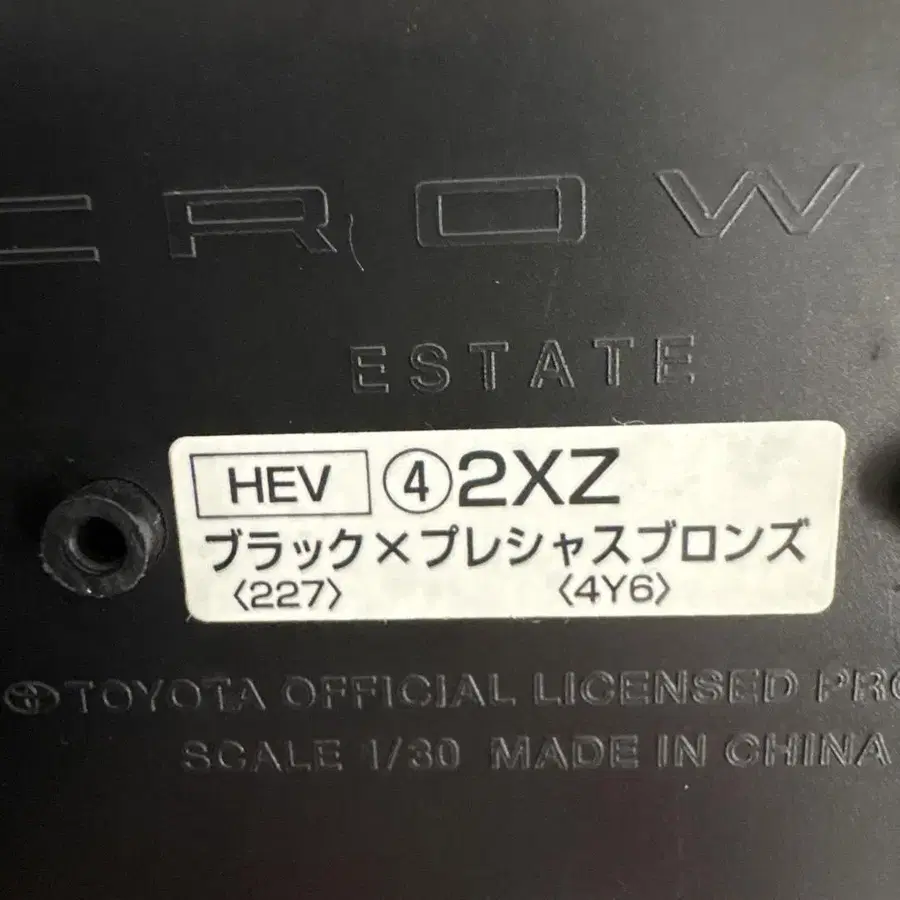 CROW
ESTATE
HEV ④2XZ
ブラック×プレシャスブロンズ
〈227〉 〈4Y6〉
TOYOTA OFFICIAL LICENSED PRO
SCALE 1/30 MADE IN CHINA